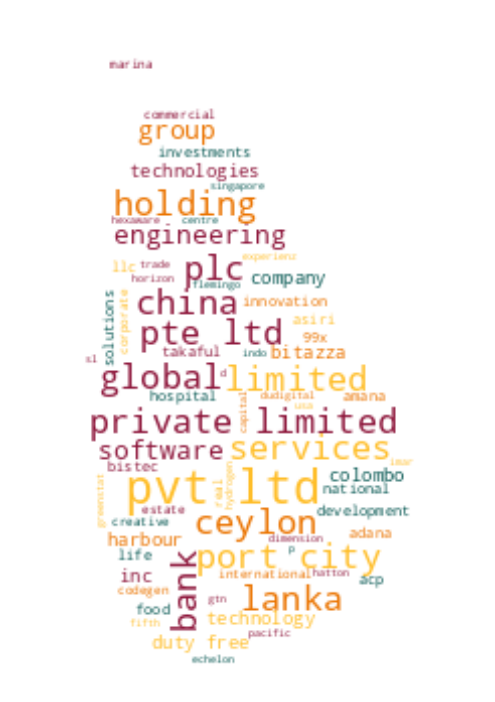 marina
commercial
group
investments
technologies
singapore
holding
hexaware centre
engineering
experienz
llc trade plc
horizon flemingo company
solutions corporate china innovation
pte ltd asiri
99x
takaful indo bitazza
sl
global d limited
hospital capital dudigital amana
usa
private limited
software services
bistec imar
greenstat pvt ltd real hydrogen colombo
national
estate development
creative ceylon
harbour dimension adana
life bank port city p
inc international hatton acp
codegen
food gtn lanka
fifth technology
duty free pacific
echelon